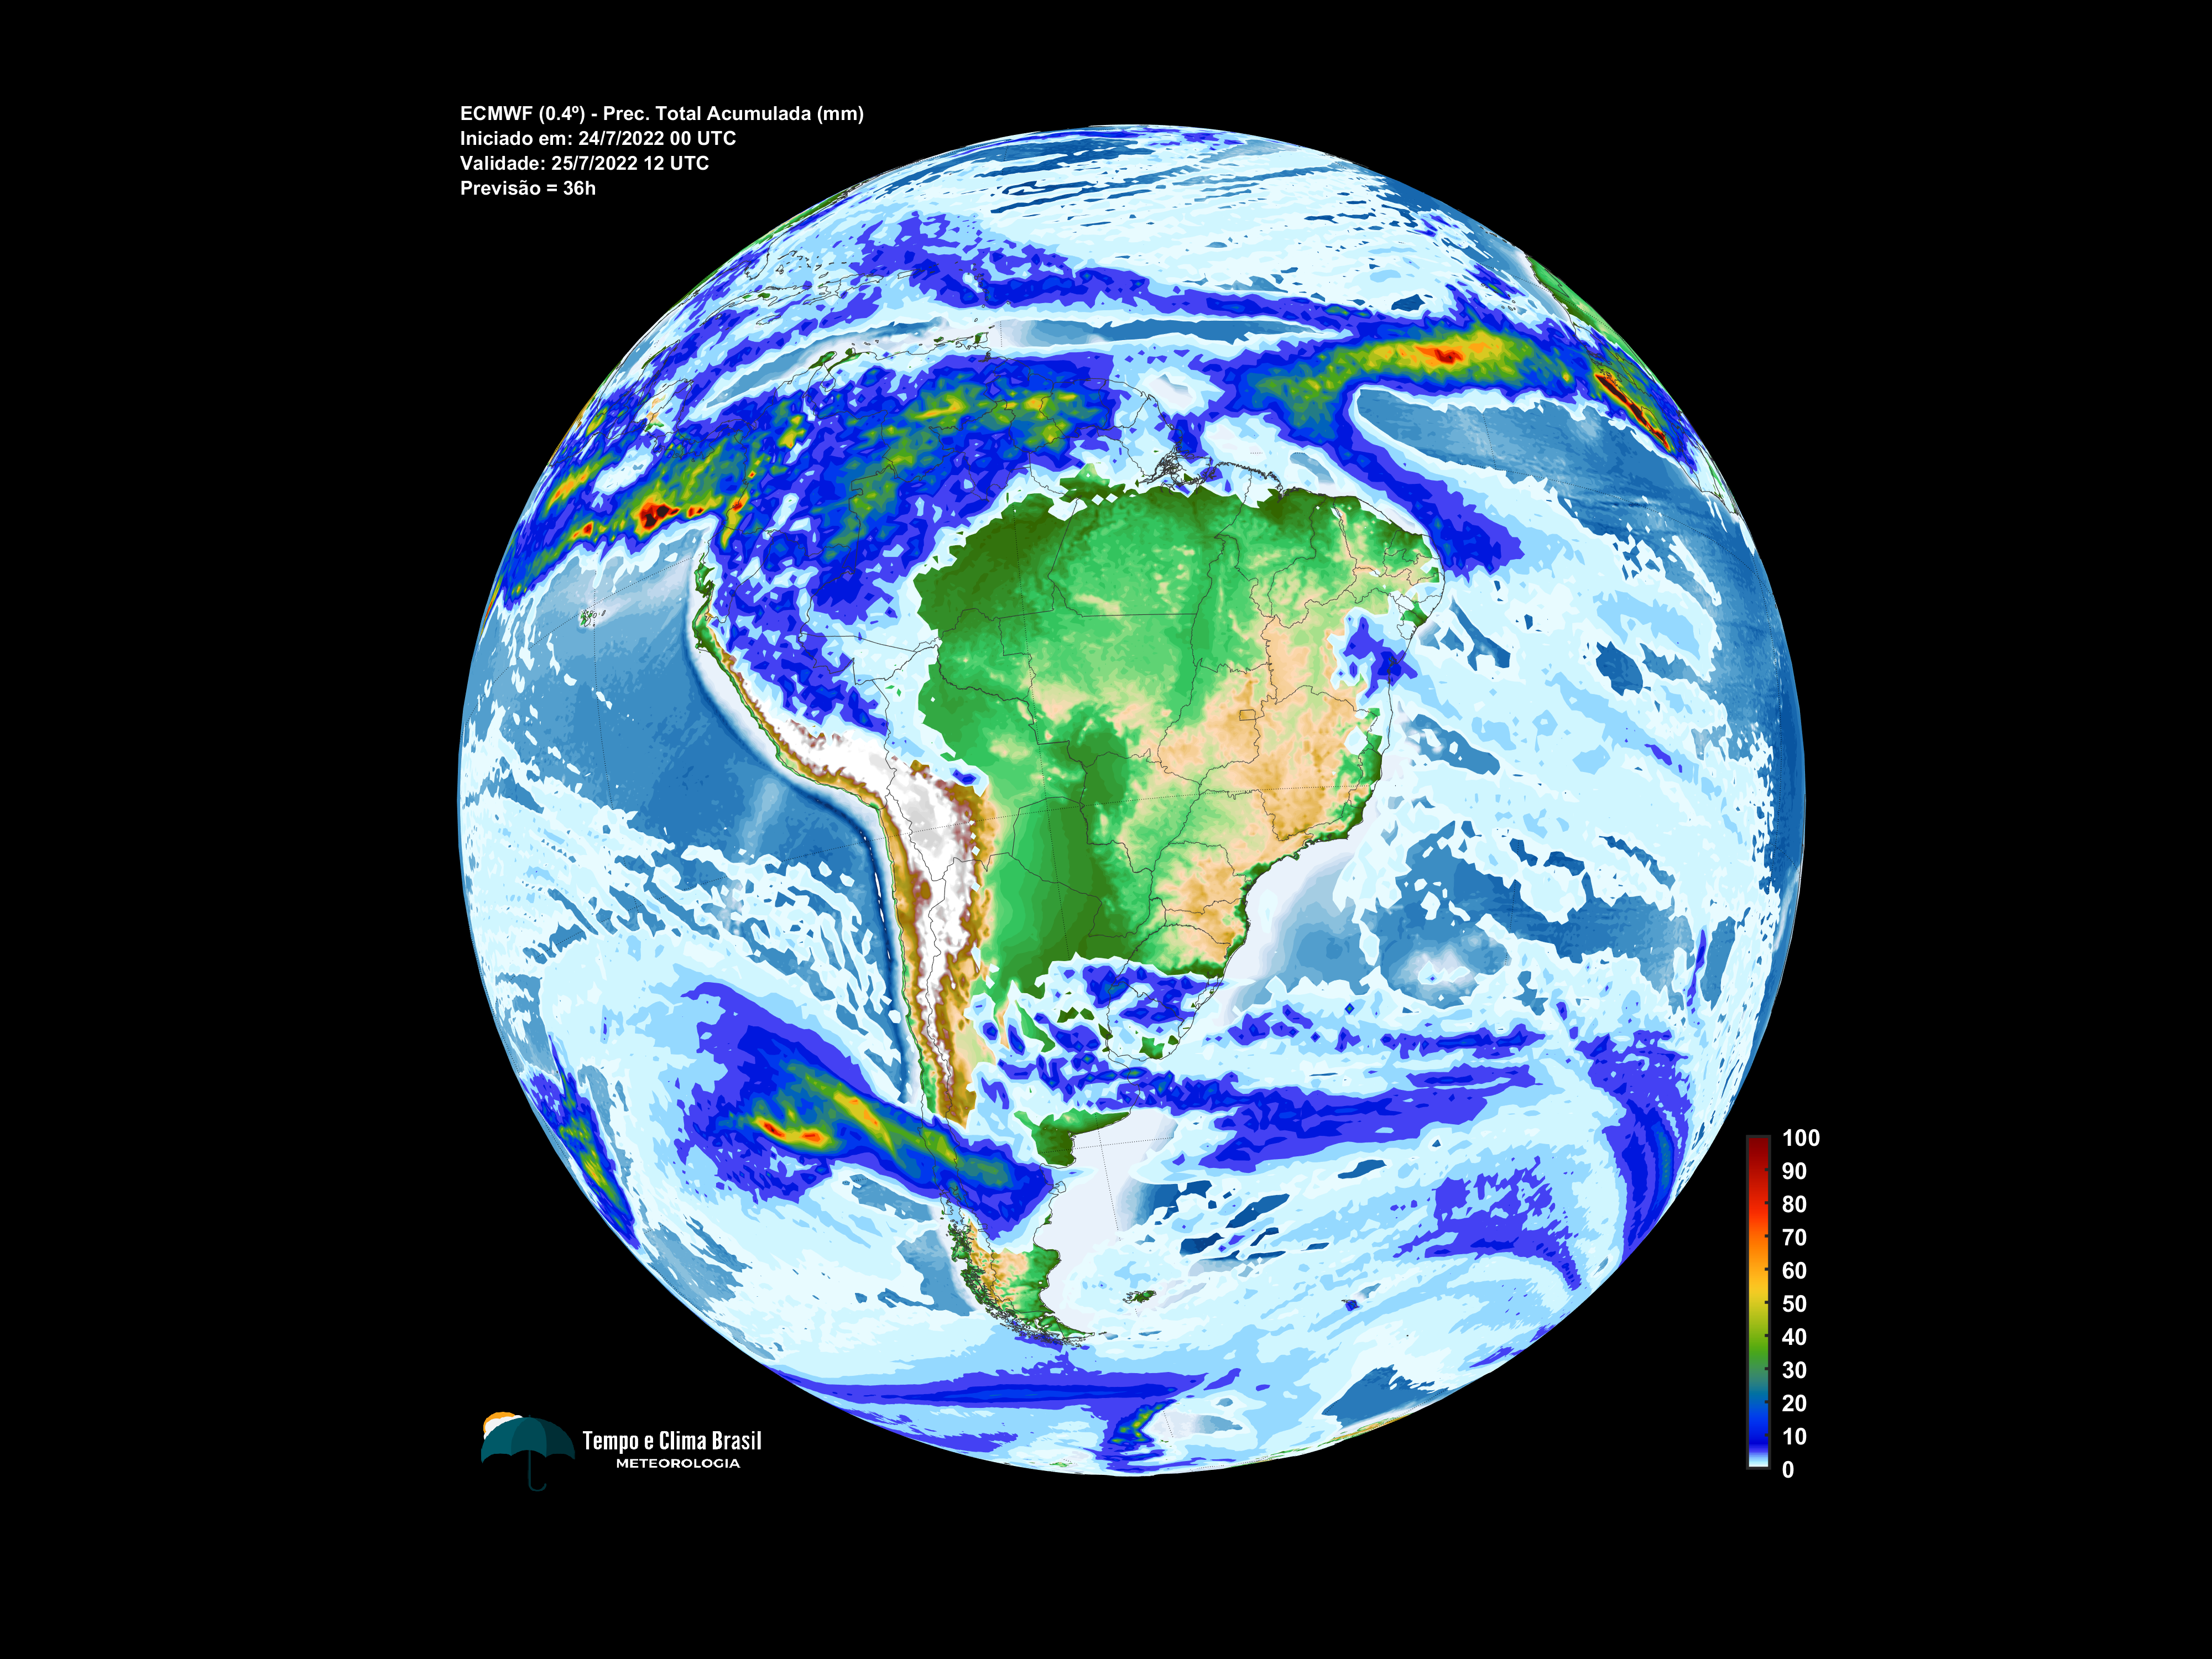 ECMWF (0.4º) - Prec. Total Acumulada (mm)
Iniciado em: 24/7/2022 00 UTC
Validade: 25/7/2022 12 UTC
Previsão = 36h
100
90
80
70
60
50
40
30
20
10
0
Tempo e Clima Brasil
METEOROLOGIA